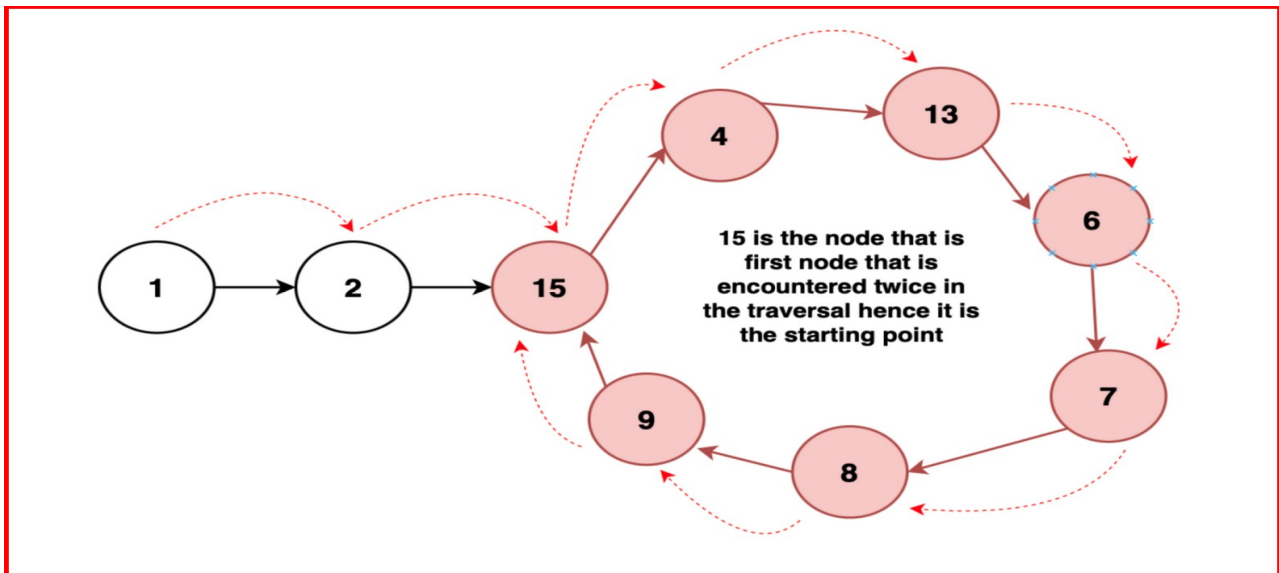 4
13
6
15 is the node that is
first node that is
encountered twice in
the traversal hence it is
the starting point
1
2
15
7
9
8